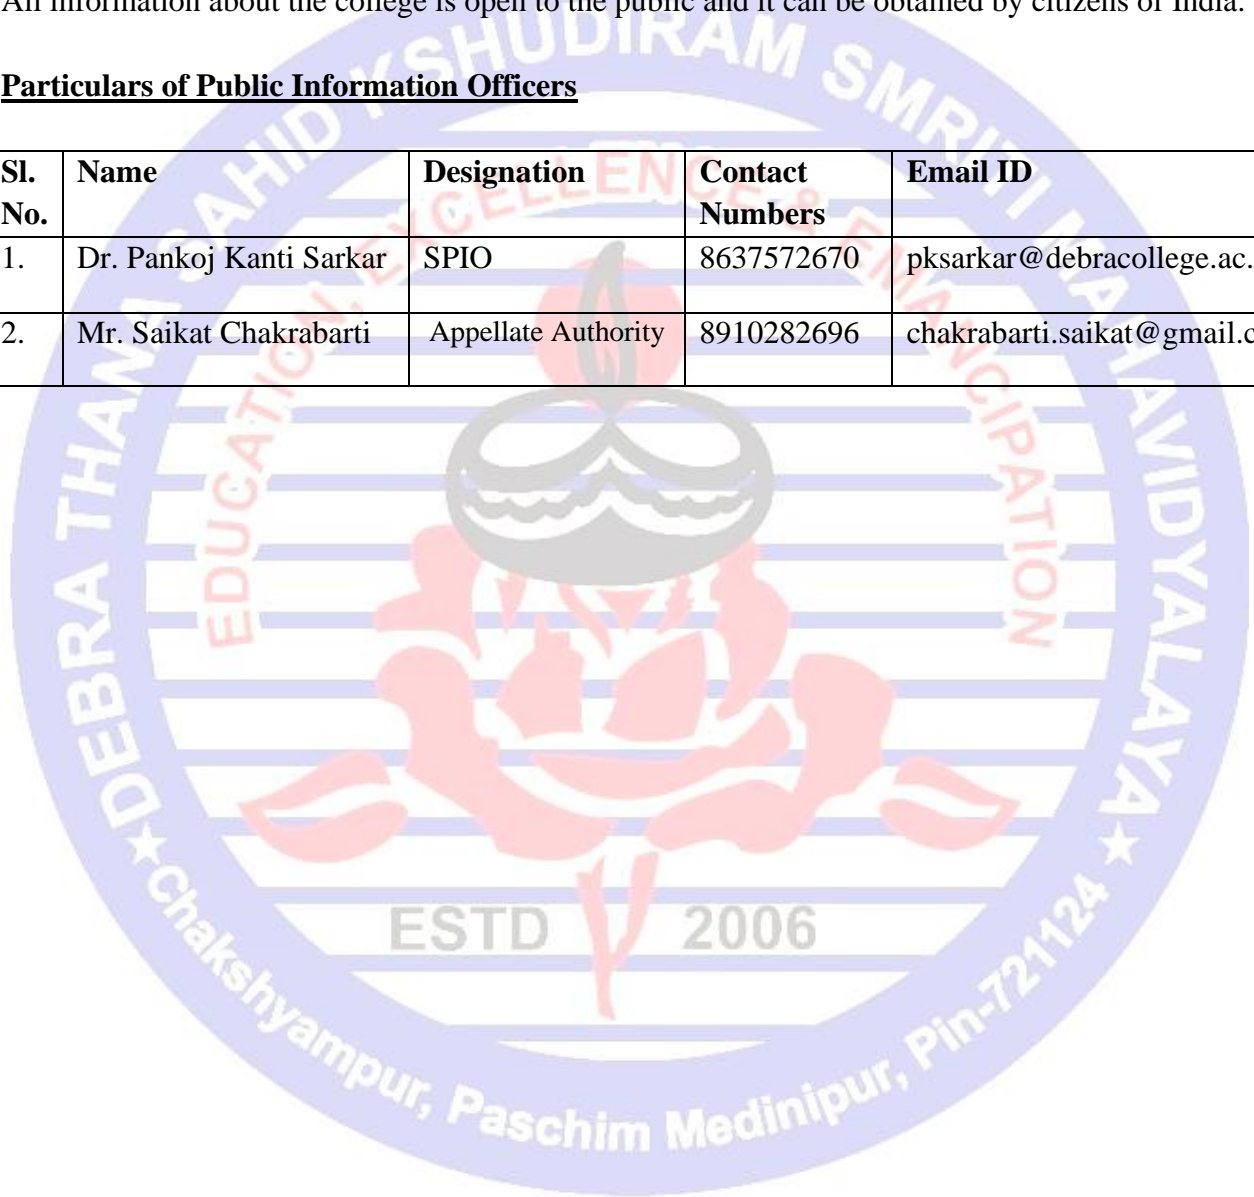 All information about the college is open to the public and it can be obtained by citizens of India.
Particulars of Public Information Officers
Sl. No. Name Designation Contact Numbers Email ID
1. Dr. Pankoj Kanti Sarkar SPIO 8637572670 pksarkar@debracollege.ac.
2. Mr. Saikat Chakrabarti Appellate Authority 8910282696 chakrabarti.saikat@gmail.c
DEBRA THANA SAHID KSHUDIRAM SMRITI MAHAVIDYALAYA
EDUCATION, EXCELLENCE & EMANCIPATION
ESTD 2006
Chakshyampur, Paschim Medinipur, Pin-721124